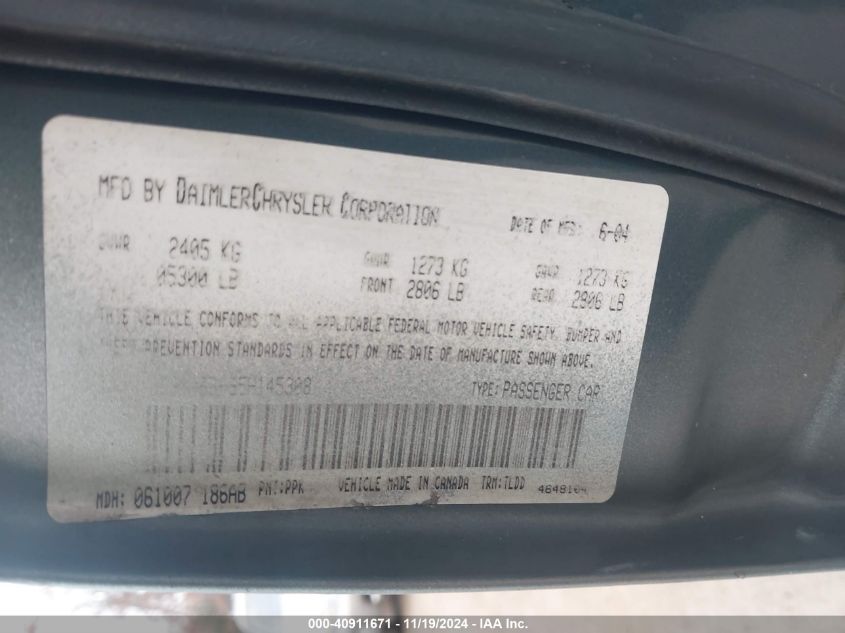 MFD BY DAIMLERCHRYSLER CORPORATION DATE OF MFD: 6-04
GVWR 2405 KG GAWR 1273 KG GAWR 1273 KG
05300 LB FRONT 2806 LB REAR 2806 LB
THIS VEHICLE CONFORMS TO ALL APPLICABLE FEDERAL MOTOR VEHICLE SAFETY, BUMPER AND
THEFT PREVENTION STANDARDS IN EFFECT ON THE DATE OF MANUFACTURE SHOWN ABOVE.
TYPE: PASSENGER CAR
MDH: 061007 186AB PNT: PPK VEHICLE MADE IN CANADA TRM: TLDD
000-40911671 - 11/19/2024 - IAA Inc.